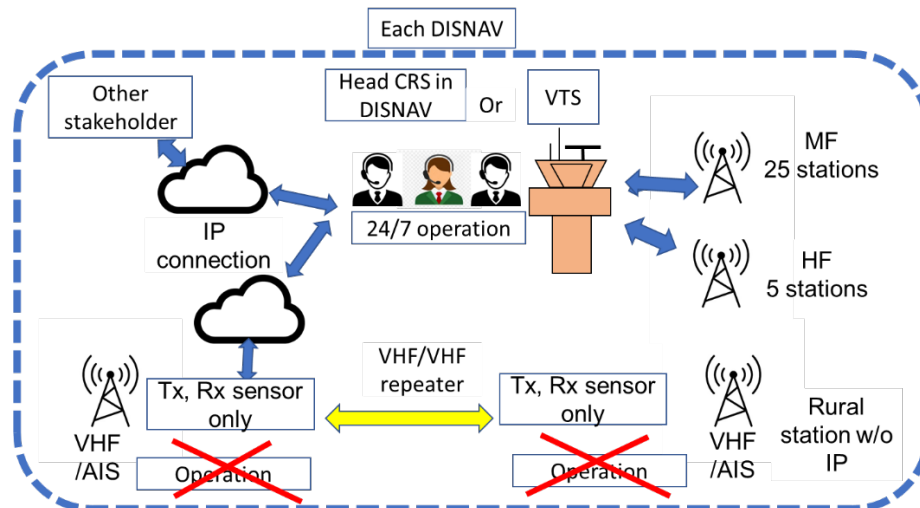 Each DISNAV
Other
stakeholder
Head CRS in
DISNAV
Or
VTS
MF
25 stations
24/7 operation
IP
connection
HF
5 stations
VHF/VHF
repeater
Tx, Rx sensor
only
Tx, Rx sensor
only
VHF
/AIS
Operation
Operation
VHF
/AIS
Rural
station w/o
IP